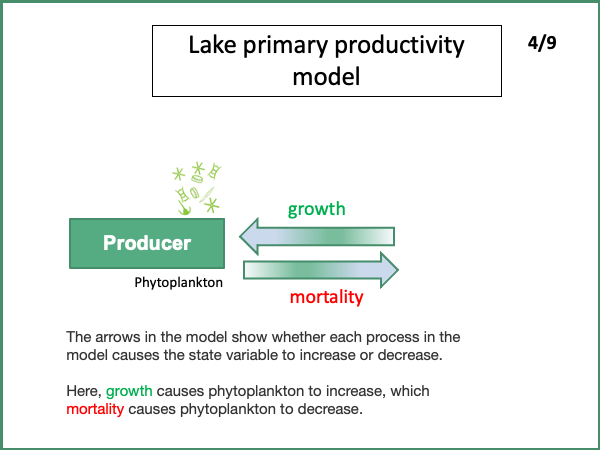 Lake primary productivity
model
4/9
growth
Producer
Phytoplankton
mortality
The arrows in the model show whether each process in the
model causes the state variable to increase or decrease.
Here, growth causes phytoplankton to increase, which
mortality causes phytoplankton to decrease.